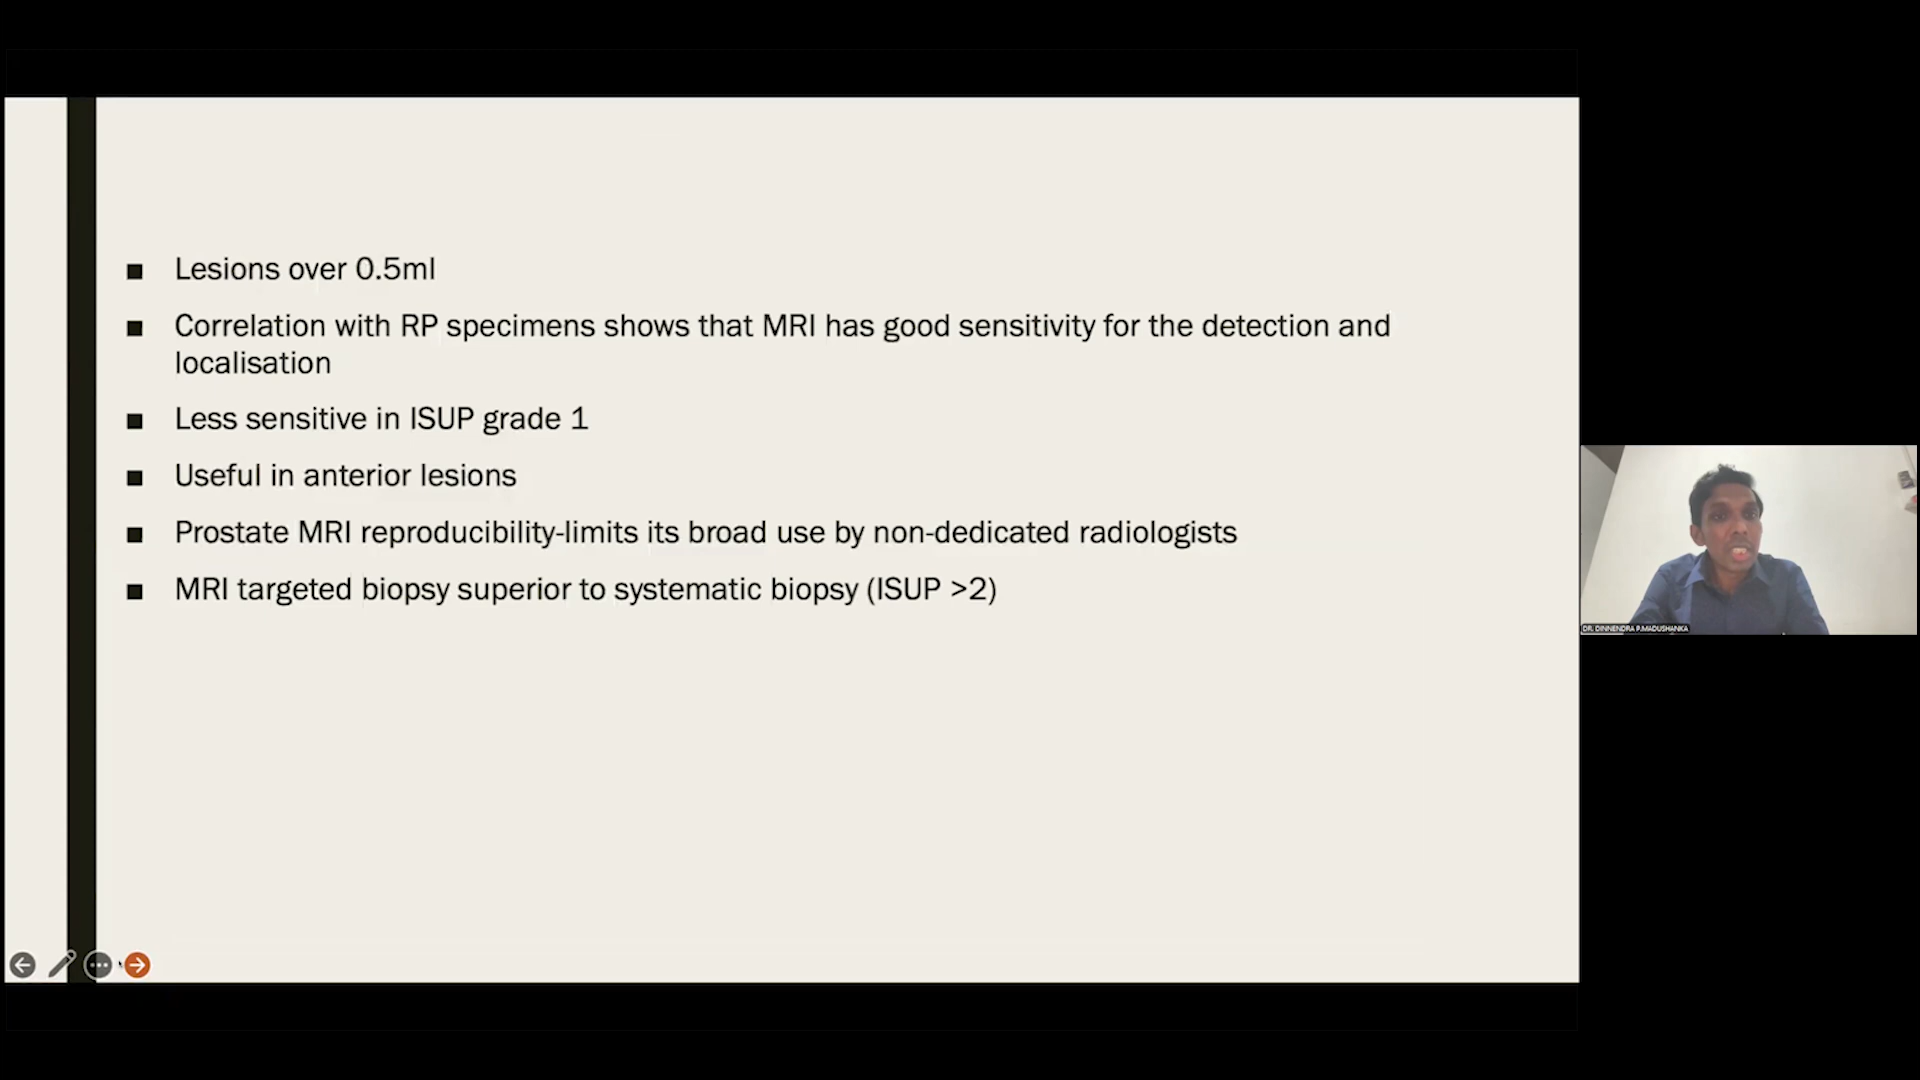 Lesions over 0.5ml
Correlation with RP specimens shows that MRI has good sensitivity for the detection and
localisation
Less sensitive in ISUP grade 1
Useful in anterior lesions
Prostate MRI reproducibility-limits its broad use by non-dedicated radiologists
MRI targeted biopsy superior to systematic biopsy (ISUP >2)
DR. DINNENDRA P.MADUSHANKA